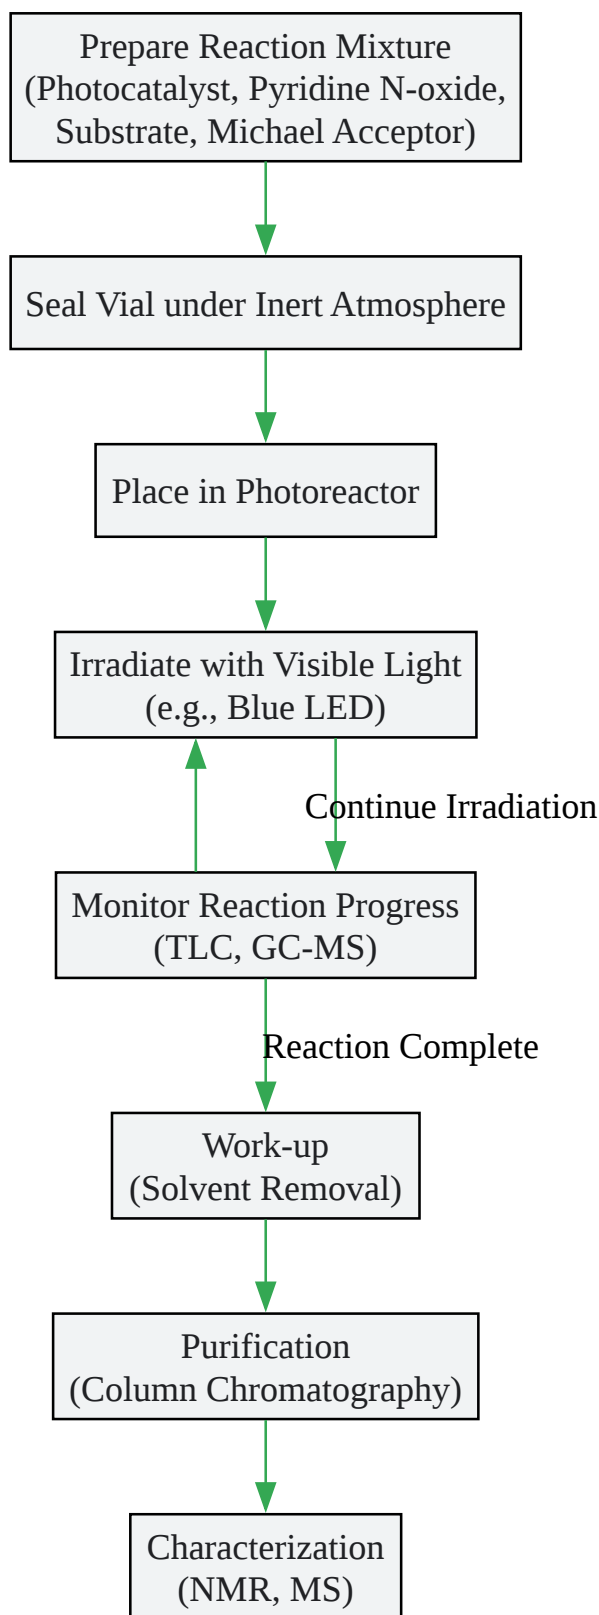 Prepare Reaction Mixture
(Photocatalyst, Pyridine N-oxide,
Substrate, Michael Acceptor)
Seal Vial under Inert Atmosphere
Place in Photoreactor
Irradiate with Visible Light
(e.g., Blue LED)
Continue Irradiation
Monitor Reaction Progress
(TLC, GC-MS)
Reaction Complete
Work-up
(Solvent Removal)
Purification
(Column Chromatography)
Characterization
(NMR, MS)